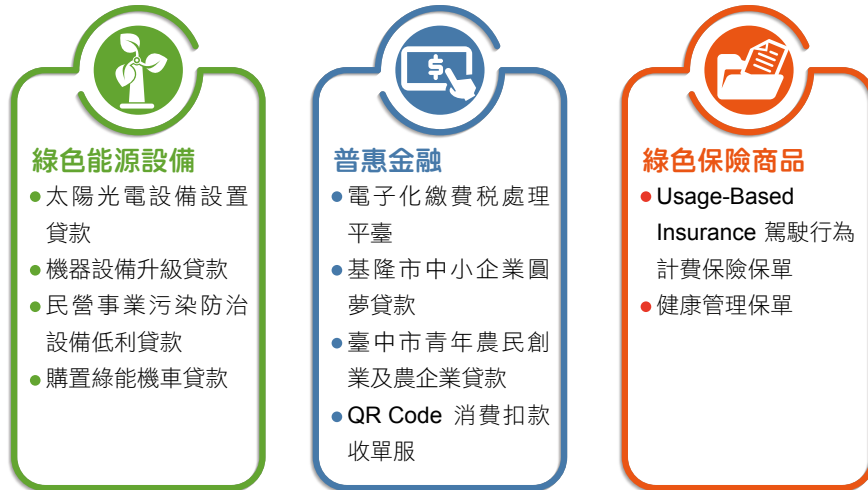 綠色能源設備
太陽光電設備設置
貸款
機器設備升級貸款
民營事業污染防治
設備低利貸款
購置綠能機車貸款
普惠金融
電子化繳費稅處理
平臺
基隆市中小企業圓
夢貸款
臺中市青年農民創
業及農企業貸款
QR Code 消費扣款
收單服
綠色保險商品
Usage-Based
Insurance 駕駛行為
計費保險保單
健康管理保單